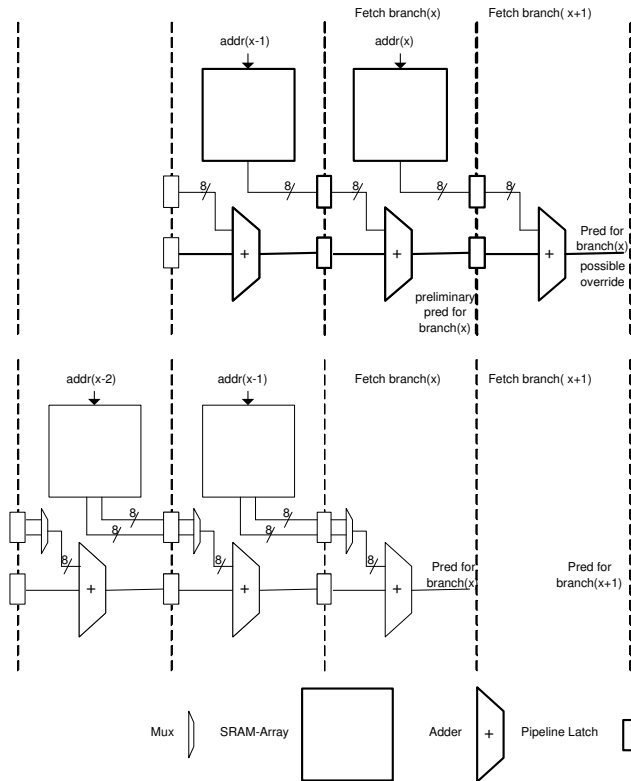 Fetch branch(x) Fetch branch( x+1)
addr(x-1) addr(x)
8 8 8 8 8
+ + +
Pred for
branch(x)
possible
override
preliminary
pred for
branch(x)
addr(x-2) addr(x-1) Fetch branch(x) Fetch branch( x+1)
8 8
8 8
8 8 8
+ + +
Pred for
branch(x)
Pred for
branch(x+1)
Mux SRAM-Array Adder + Pipeline Latch